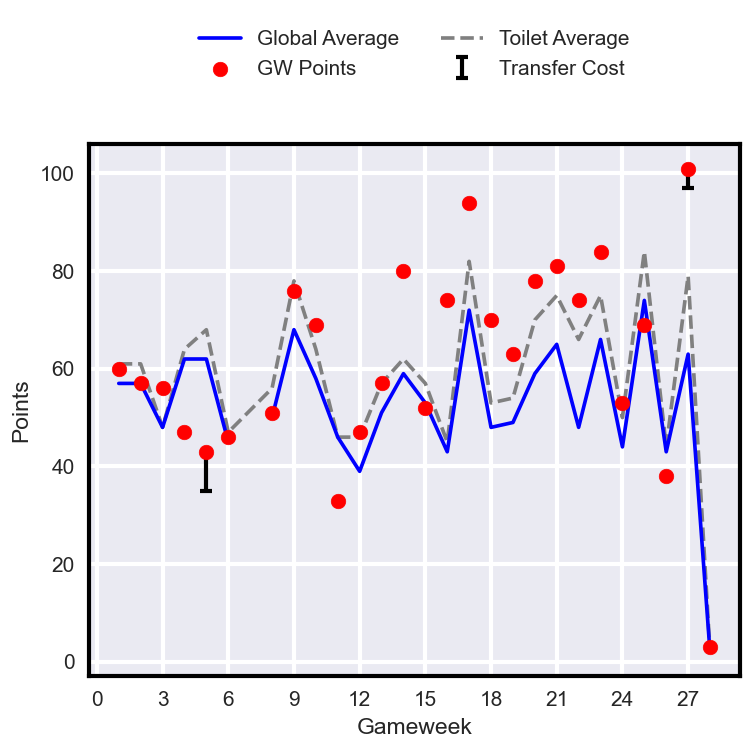 Global Average
Toilet Average
GW Points
Transfer Cost
100
80
60
40
20
0
Points
0 3 6 9 12 15 18 21 24 27
Gameweek